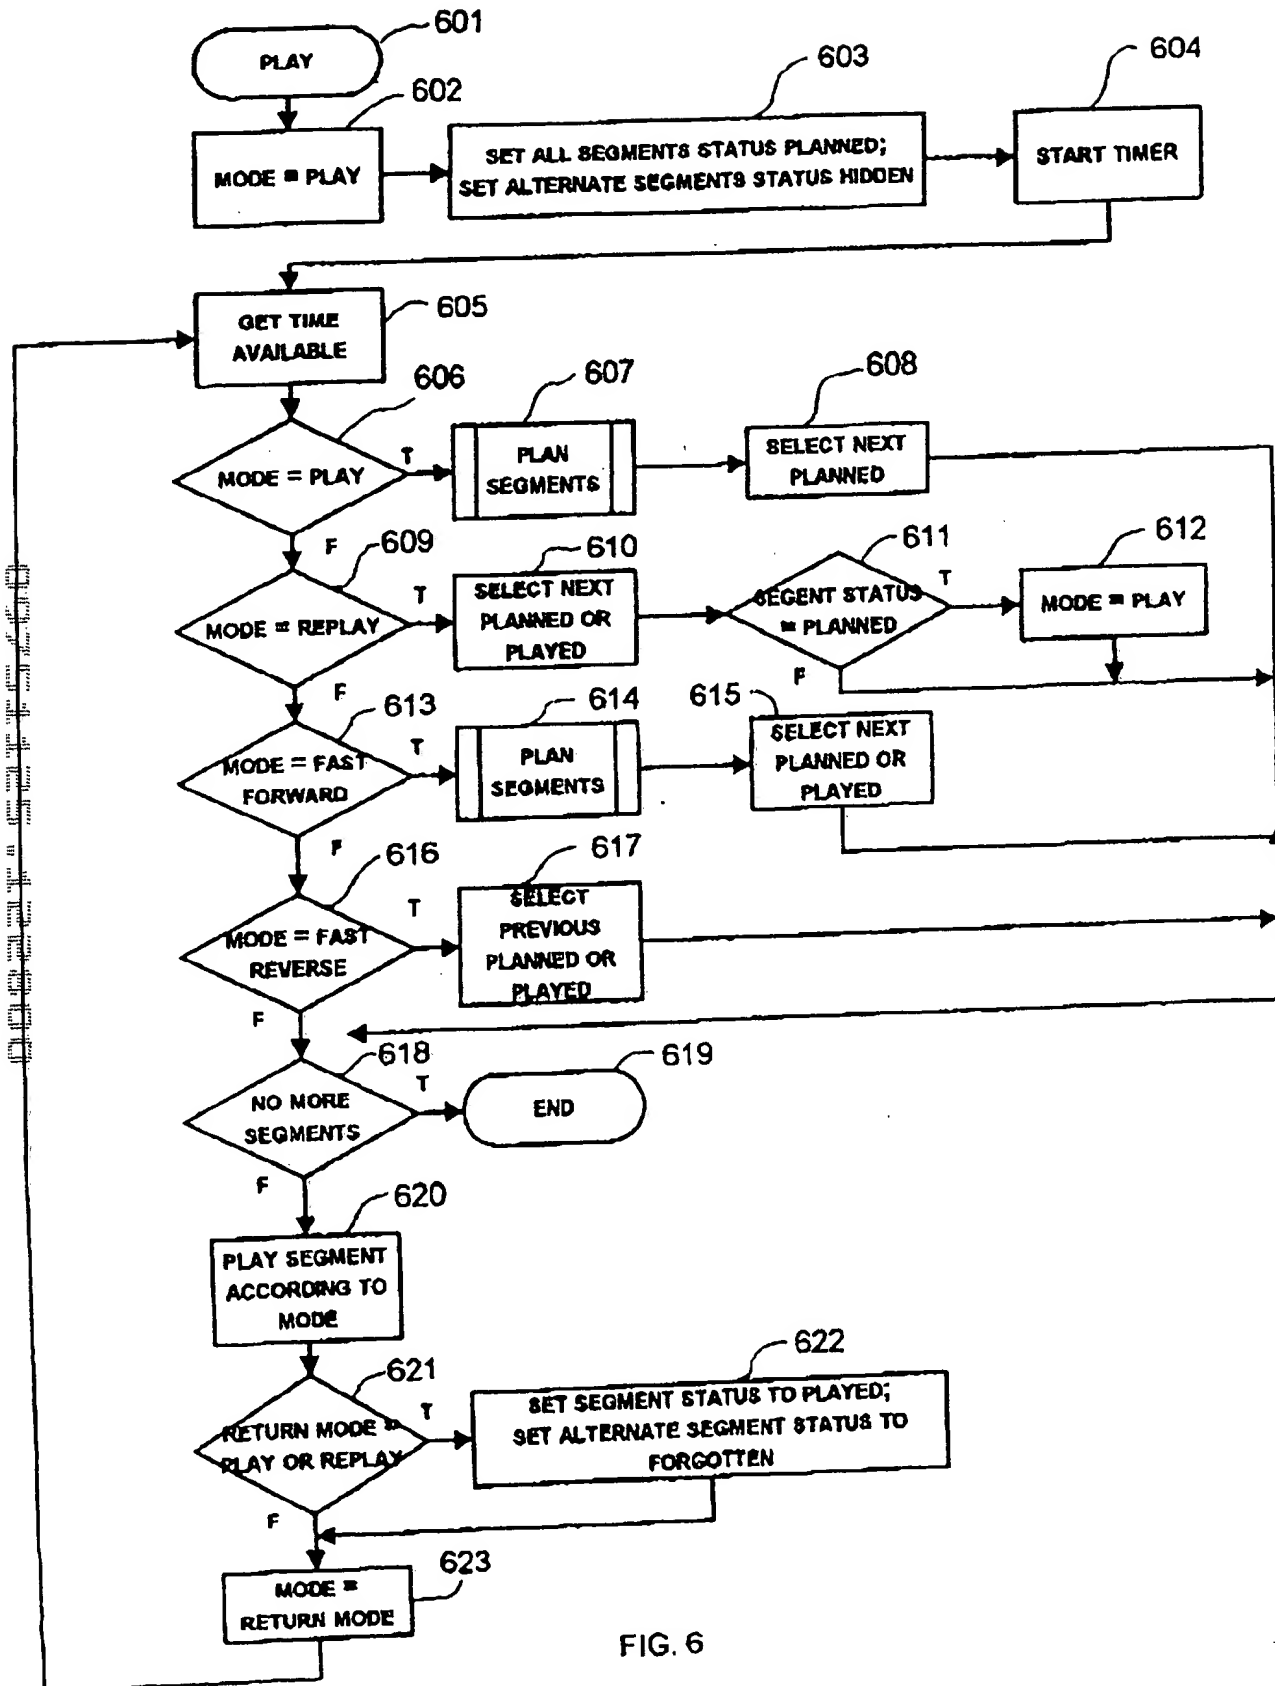 601
PLAY
602
MODE = PLAY
603
SET ALL SEGMENTS STATUS PLANNED;
SET ALTERNATE SEGMENTS STATUS HIDDEN
604
START TIMER
605
GET TIME
AVAILABLE
606
MODE = PLAY
T
F
607
PLAN
SEGMENTS
608
SELECT NEXT
PLANNED
609
MODE = REPLAY
T
F
610
SELECT NEXT
PLANNED OR
PLAYED
611
SEGENT STATUS
= PLANNED
T
F
612
MODE = PLAY
613
MODE = FAST
FORWARD
T
F
614
PLAN
SEGMENTS
615
SELECT NEXT
PLANNED OR
PLAYED
616
MODE = FAST
REVERSE
T
F
617
SELECT
PREVIOUS
PLANNED OR
PLAYED
618
NO MORE
SEGMENTS
T
F
619
END
620
PLAY SEGMENT
ACCORDING TO
MODE
621
RETURN MODE =
PLAY OR REPLAY
T
F
622
SET SEGMENT STATUS TO PLAYED;
SET ALTERNATE SEGMENT STATUS TO
FORGOTTEN
623
MODE =
RETURN MODE
FIG. 6